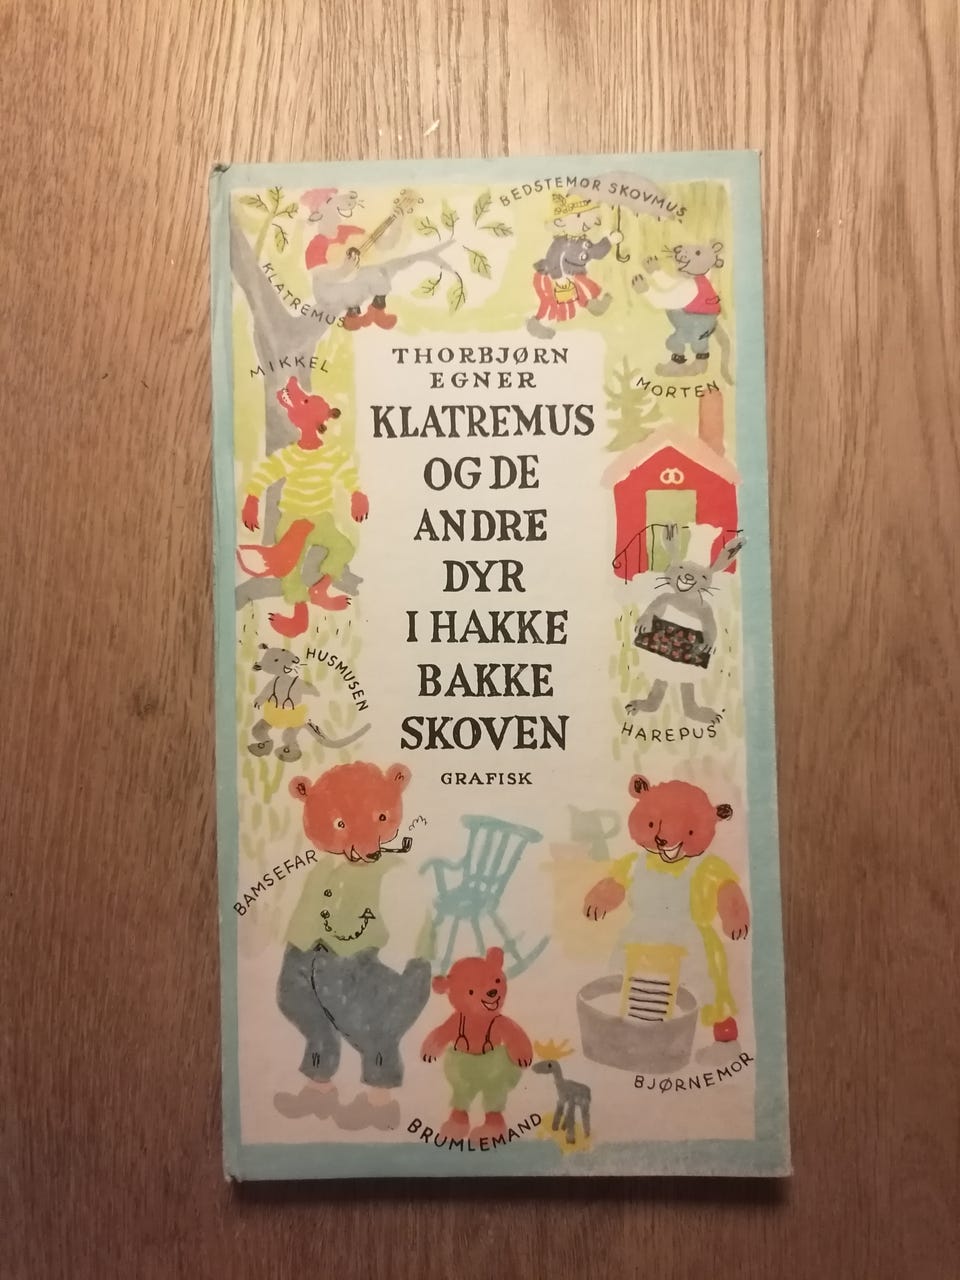 BEDSTEMOR SKOVMUS
KLATREMUS
MIKKEL
MORTEN
THORBJØRN
EGNER
KLATREMUS
OG DE
ANDRE
DYR
I HAKKE
BAKKE
SKOVEN
GRAFISK
HUSMUSEN
HAREPUS
BAMSEFAR
BRUMLEMAND
BJØRNEMOR